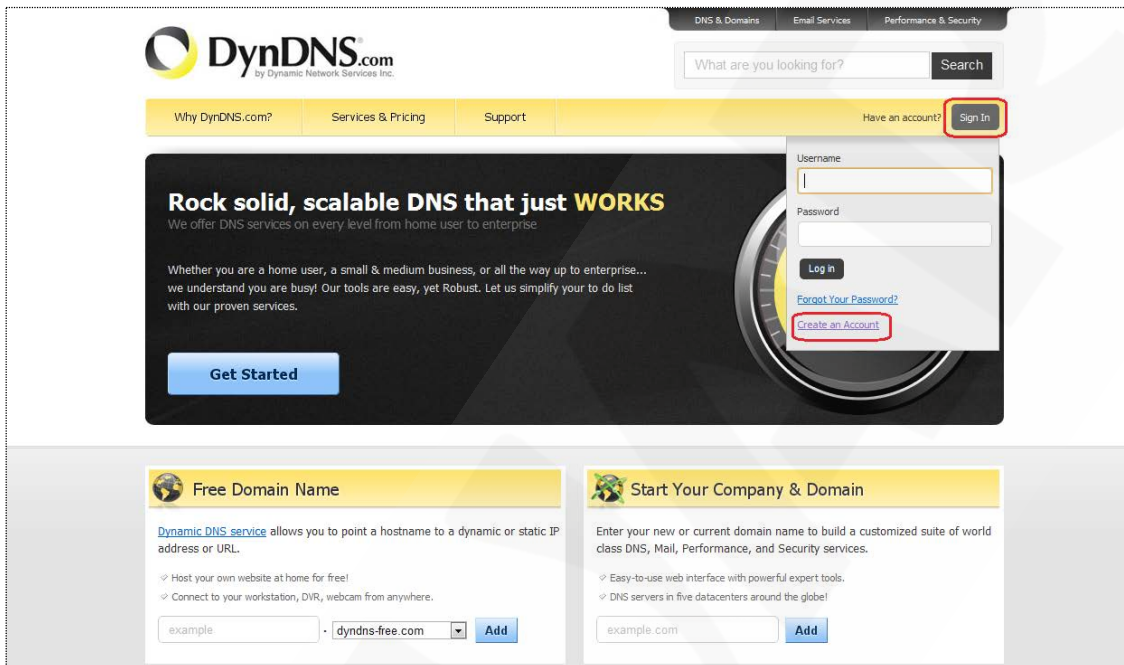 DNS & Domains
Email Services
Performance & Security
DynDNS.com
by Dynamic Network Services Inc.
What are you looking for?
Search
Why DynDNS.com?
Services & Pricing
Support
Have an account?
Sign In
Username
Password
Log in
Forgot Your Password?
Create an Account
Rock solid, scalable DNS that just WORKS
We offer DNS services on every level from home user to enterprise
Whether you are a home user, a small & medium business, or all the way up to enterprise...
we understand you are busy! Our tools are easy, yet Robust. Let us simplify your to do list
with our proven services.
Get Started
Free Domain Name
Dynamic DNS service allows you to point a hostname to a dynamic or static IP
address or URL.
Host your own website at home for free!
Connect to your workstation, DVR, webcam from anywhere.
example
. dyndns-free.com
Add
Start Your Company & Domain
Enter your new or current domain name to build a customized suite of world
class DNS, Mail, Performance, and Security services.
Easy-to-use web interface with powerful expert tools.
DNS servers in five datacenters around the globe!
example.com
Add